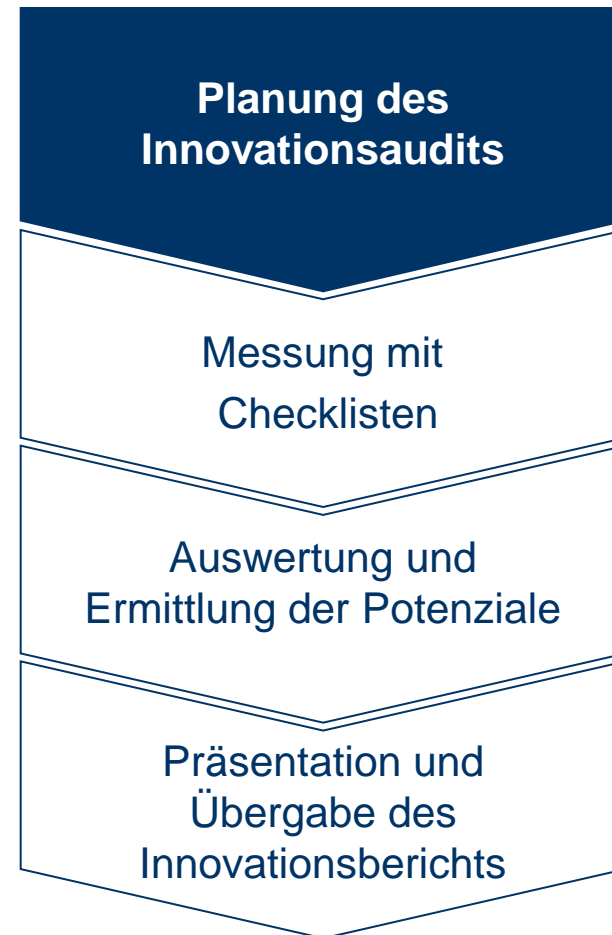 Planung des
Innovationsaudits
Messung mit
Checklisten
Auswertung und
Ermittlung der Potenziale
Präsentation und
Übergabe des
Innovationsberichts